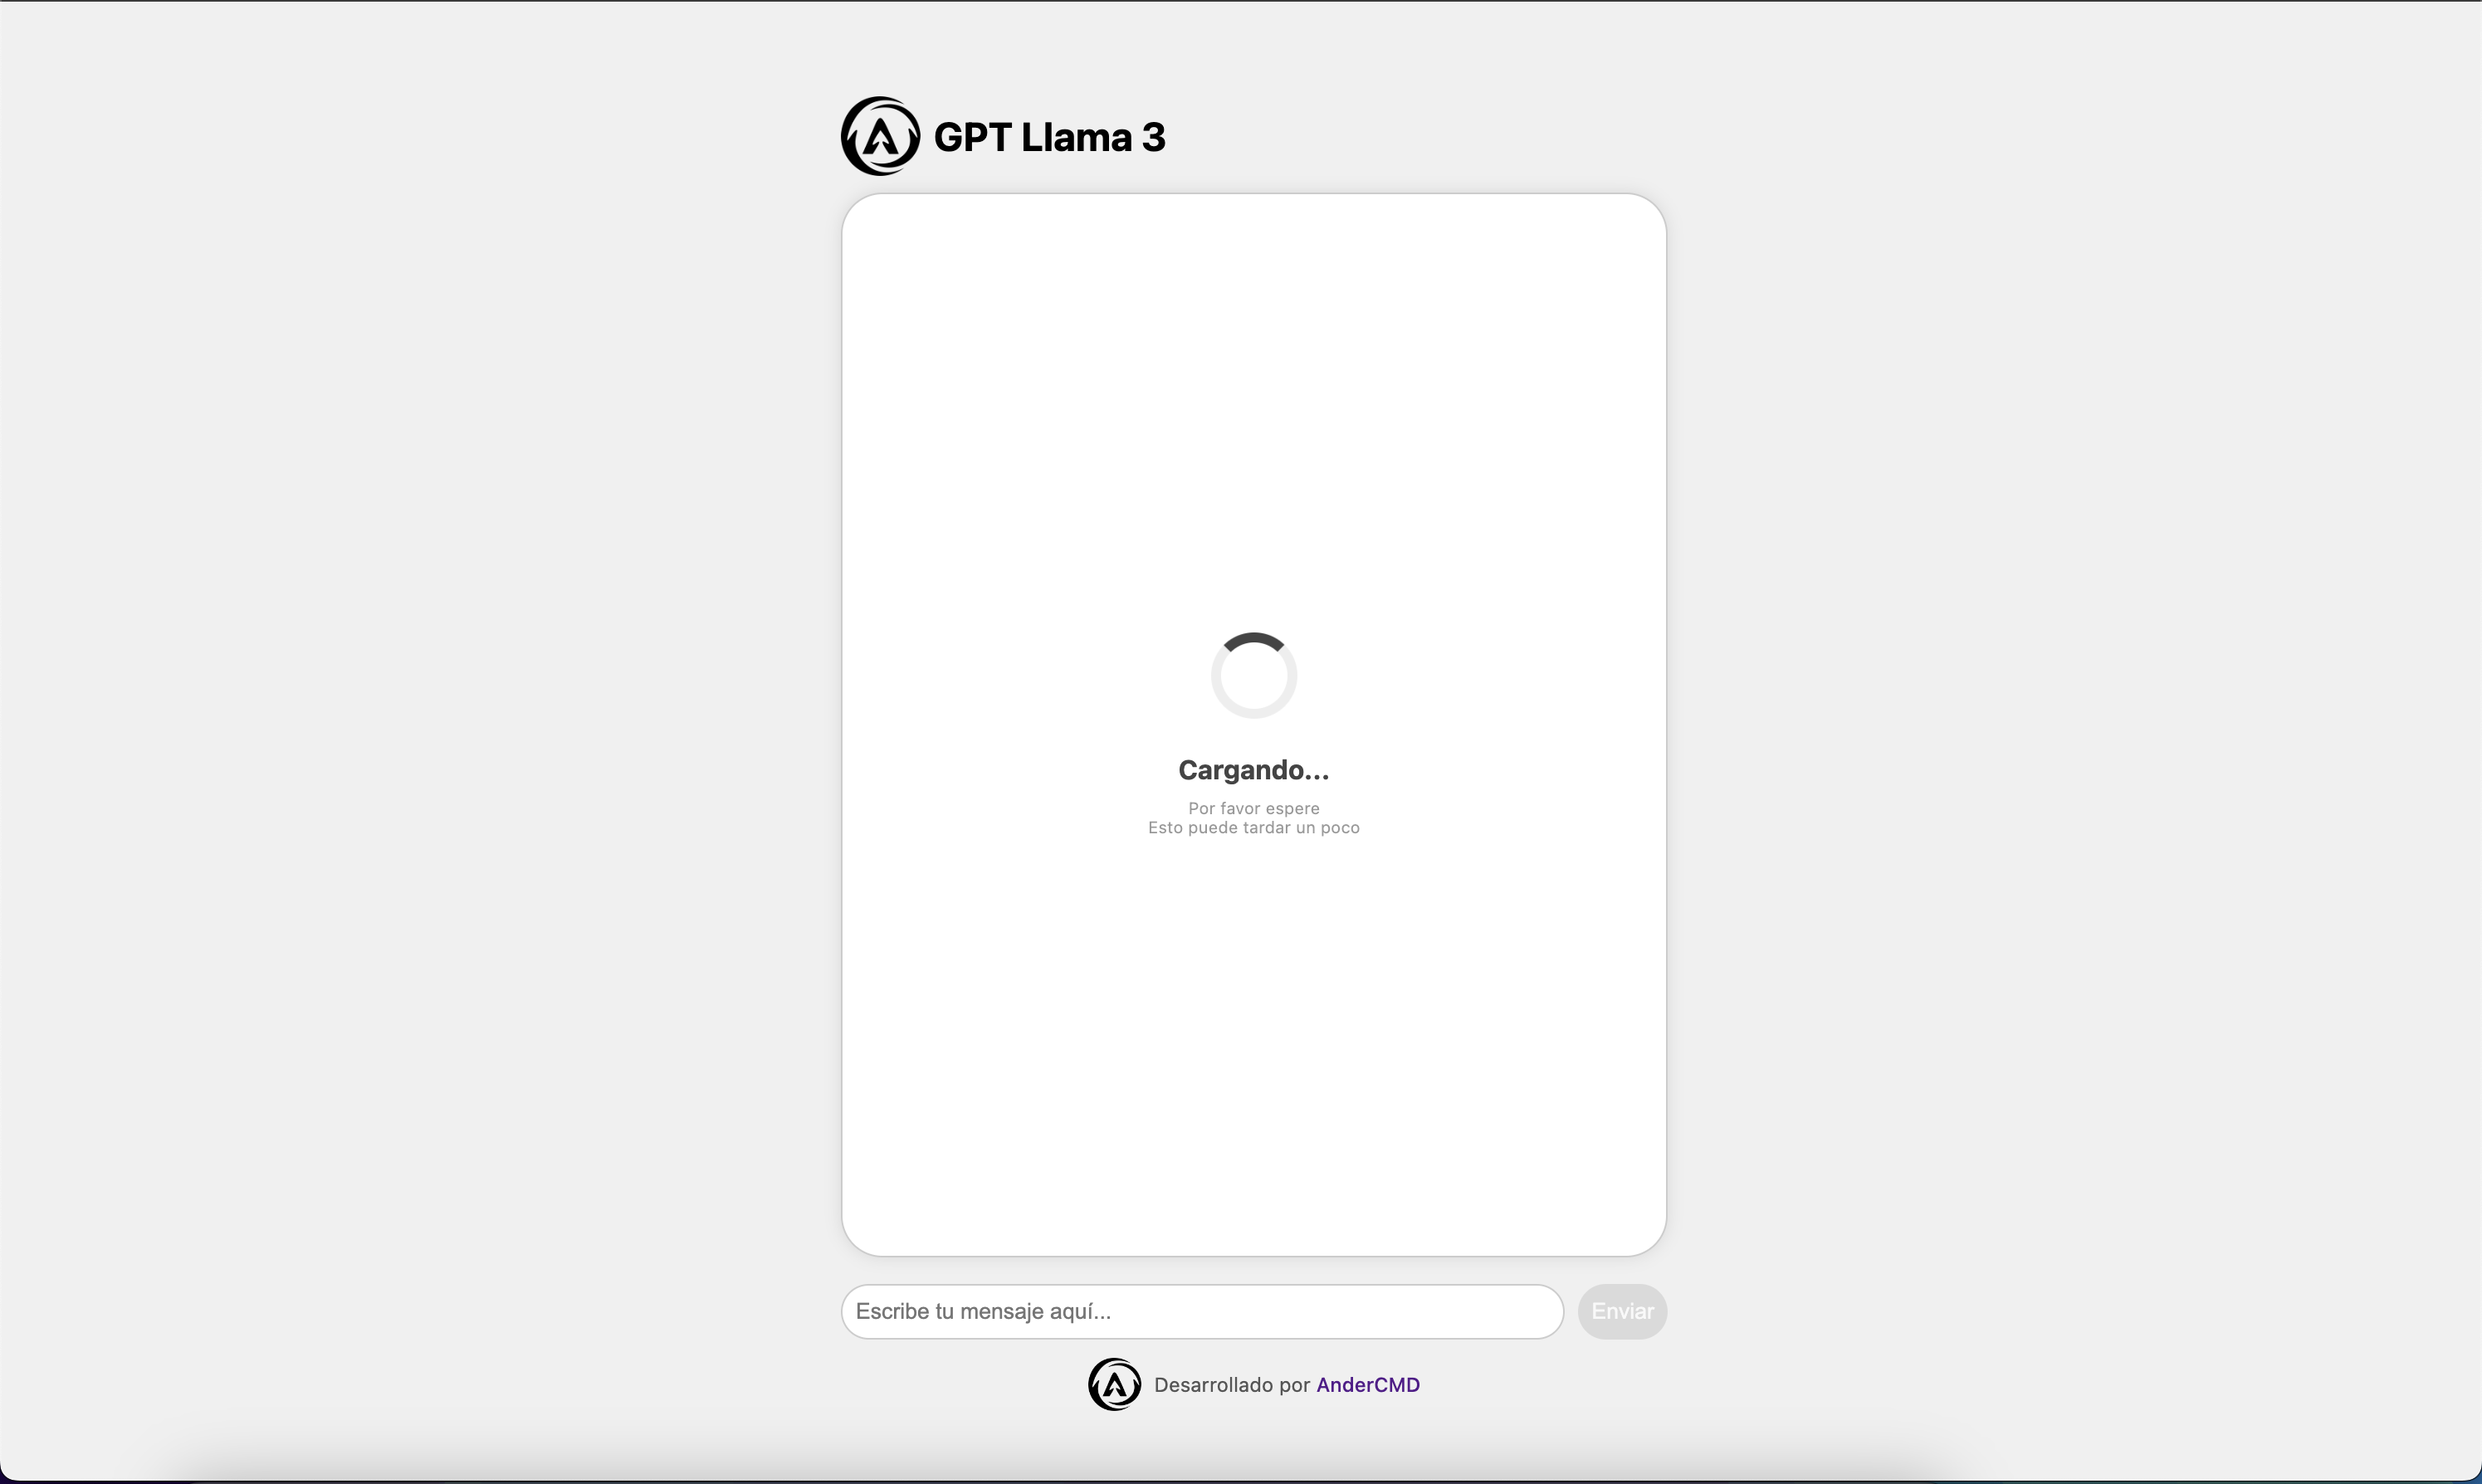 GPT Llama 3
Cargando...
Por favor espere
Esto puede tardar un poco
Escribe tu mensaje aquí...
Enviar
Desarrollado por AnderCMD